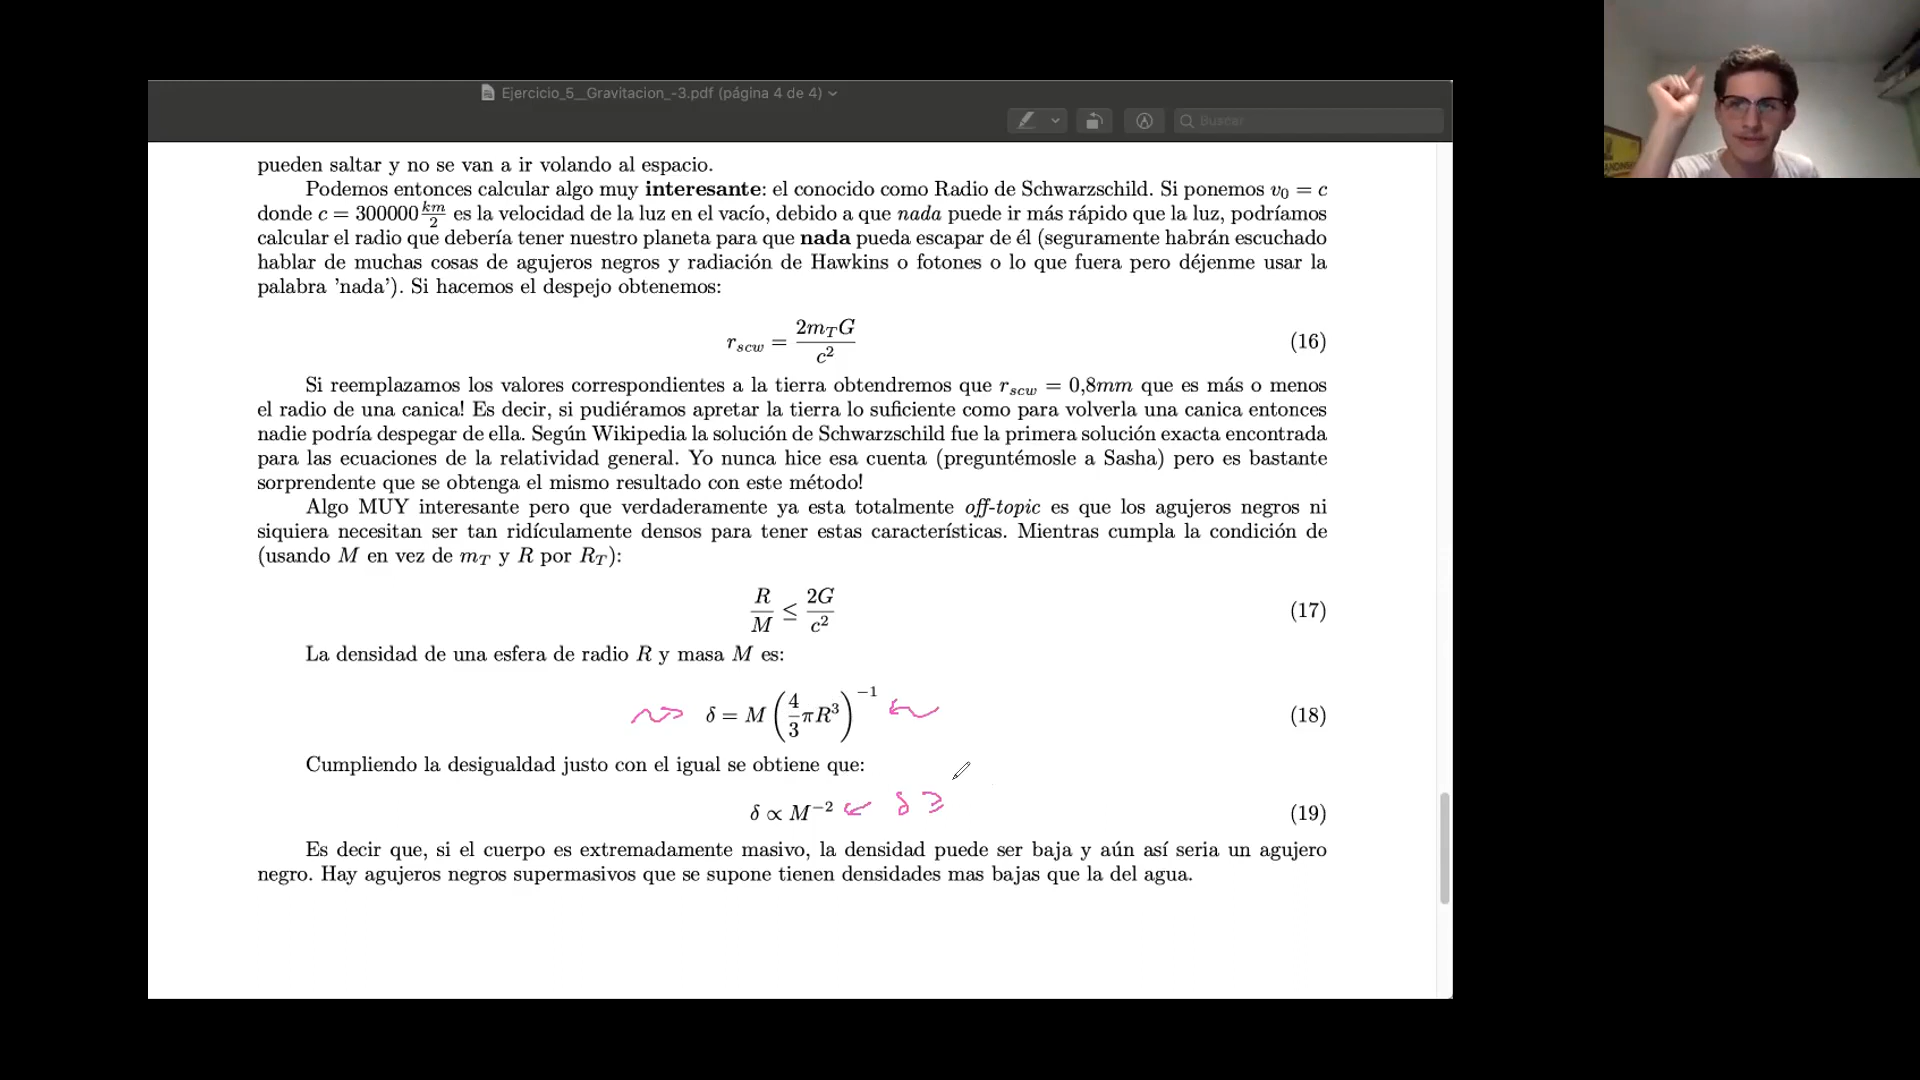 Ejercicio_5__Gravitacion_-3.pdf (página 4 de 4)
Buscar
pueden saltar y no se van a ir volando al espacio.
Podemos entonces calcular algo muy interesante: el conocido como Radio de Schwarzschild. Si ponemos v₀ = c
donde c = 300000 km/2 es la velocidad de la luz en el vacío, debido a que nada puede ir más rápido que la luz, podríamos
calcular el radio que debería tener nuestro planeta para que nada pueda escapar de él (seguramente habrán escuchado
hablar de muchas cosas de agujeros negros y radiación de Hawkins o fotones o lo que fuera pero déjenme usar la
palabra 'nada'). Si hacemos el despejo obtenemos:
r_scw = 2m_T G / c² (16)
Si reemplazamos los valores correspondientes a la tierra obtendremos que r_scw = 0,8mm que es más o menos
el radio de una canica! Es decir, si pudiéramos apretar la tierra lo suficiente como para volverla una canica entonces
nadie podría despegar de ella. Según Wikipedia la solución de Schwarzschild fue la primera solución exacta encontrada
para las ecuaciones de la relatividad general. Yo nunca hice esa cuenta (preguntémosle a Sasha) pero es bastante
sorprendente que se obtenga el mismo resultado con este método!
Algo MUY interesante pero que verdaderamente ya esta totalmente off-topic es que los agujeros negros ni
siquiera necesitan ser tan ridículamente densos para tener estas características. Mientras cumpla la condición de
(usando M en vez de m_T y R por R_T):
R/M ≤ 2G/c² (17)
La densidad de una esfera de radio R y masa M es:
δ = M (4/3 πR³)⁻¹ (18)
Cumpliendo la desigualdad justo con el igual se obtiene que:
δ ∝ M⁻² δ (19)
Es decir que, si el cuerpo es extremadamente masivo, la densidad puede ser baja y aún así seria un agujero
negro. Hay agujeros negros supermasivos que se supone tienen densidades mas bajas que la del agua.